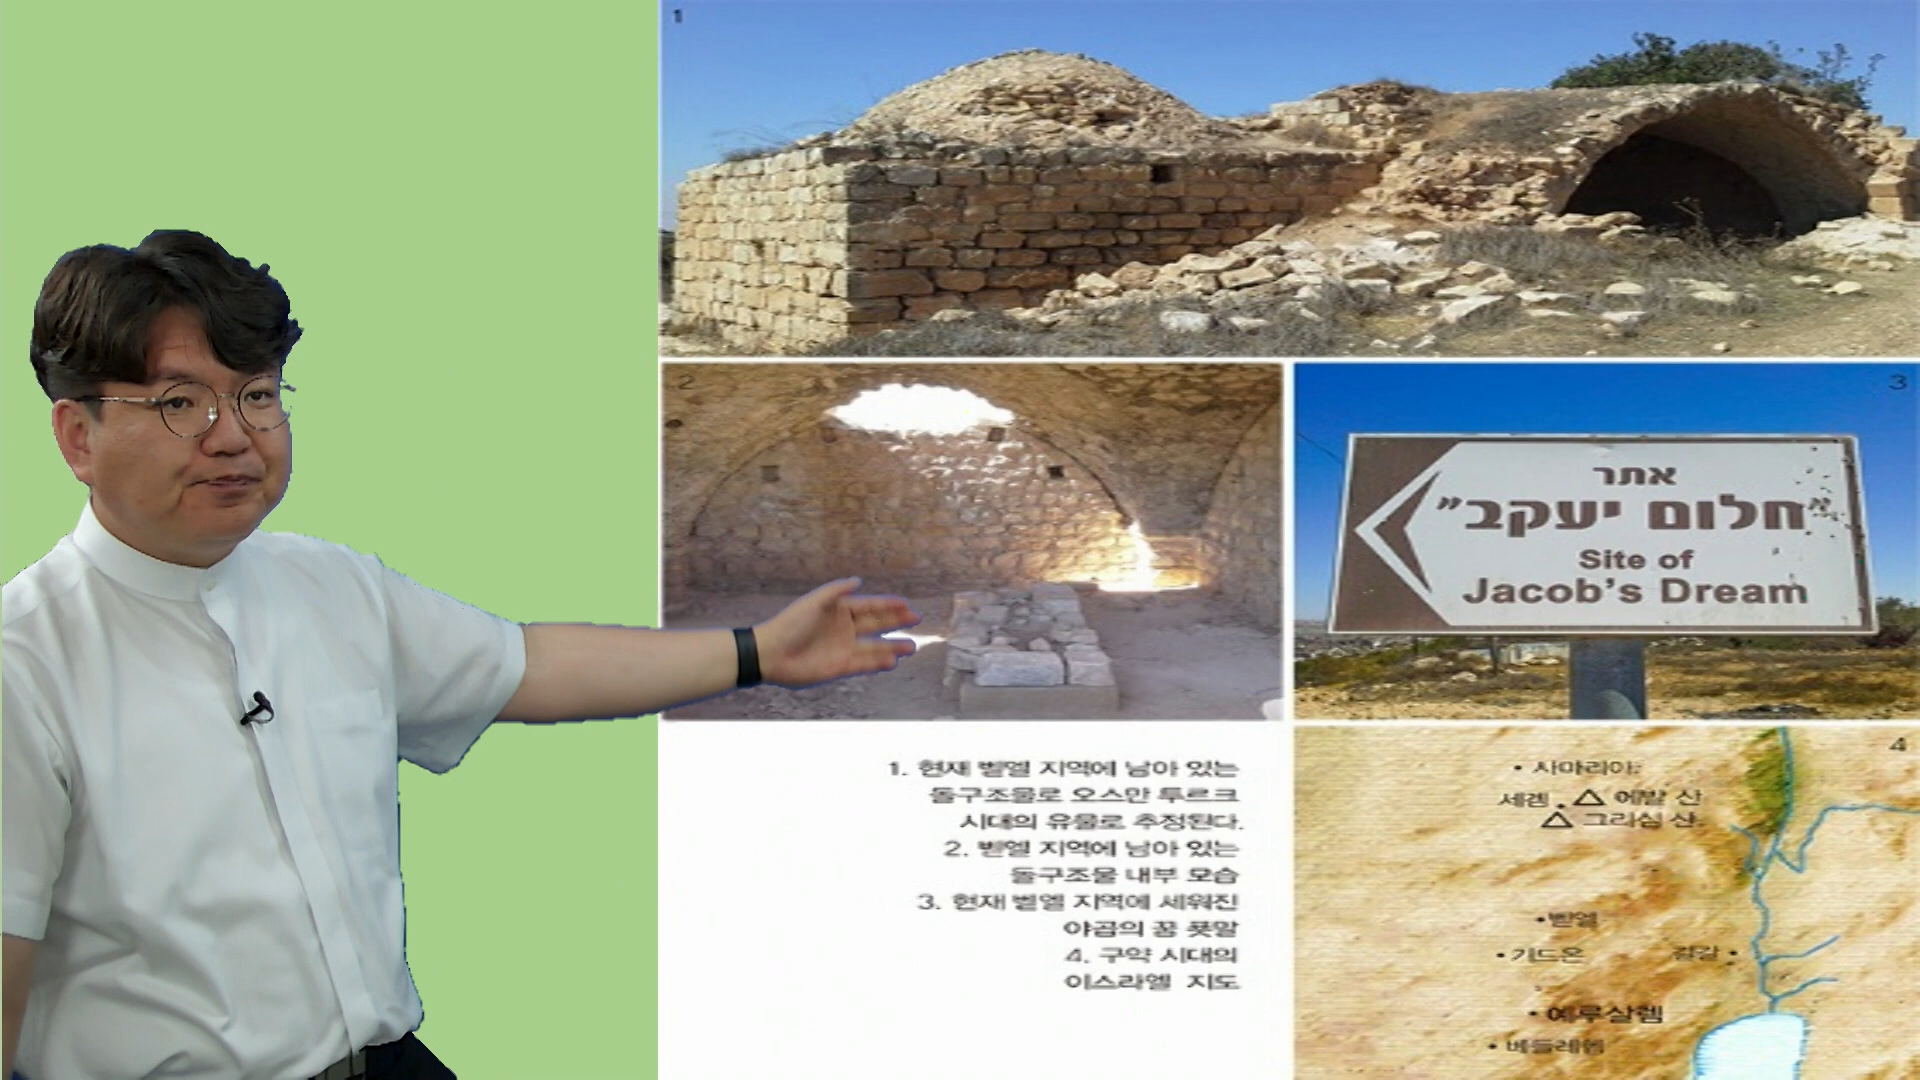 1
2
3
אתר
"חלום יעקב"
Site of
Jacob's Dream
1. 현재 벧엘 지역에 남아 있는
돌구조물로 오스만 투르크
시대의 유물로 추정된다.
2. 벧엘 지역에 남아 있는
돌구조물 내부 모습
3. 현재 벧엘 지역에 세워진
야곱의 꿈 푯말
4. 구약 시대의
이스라엘 지도
4
사마리아
세겜 에발 산
그리심 산
벧엘
기드온 길갈
예루살렘
베들레헴